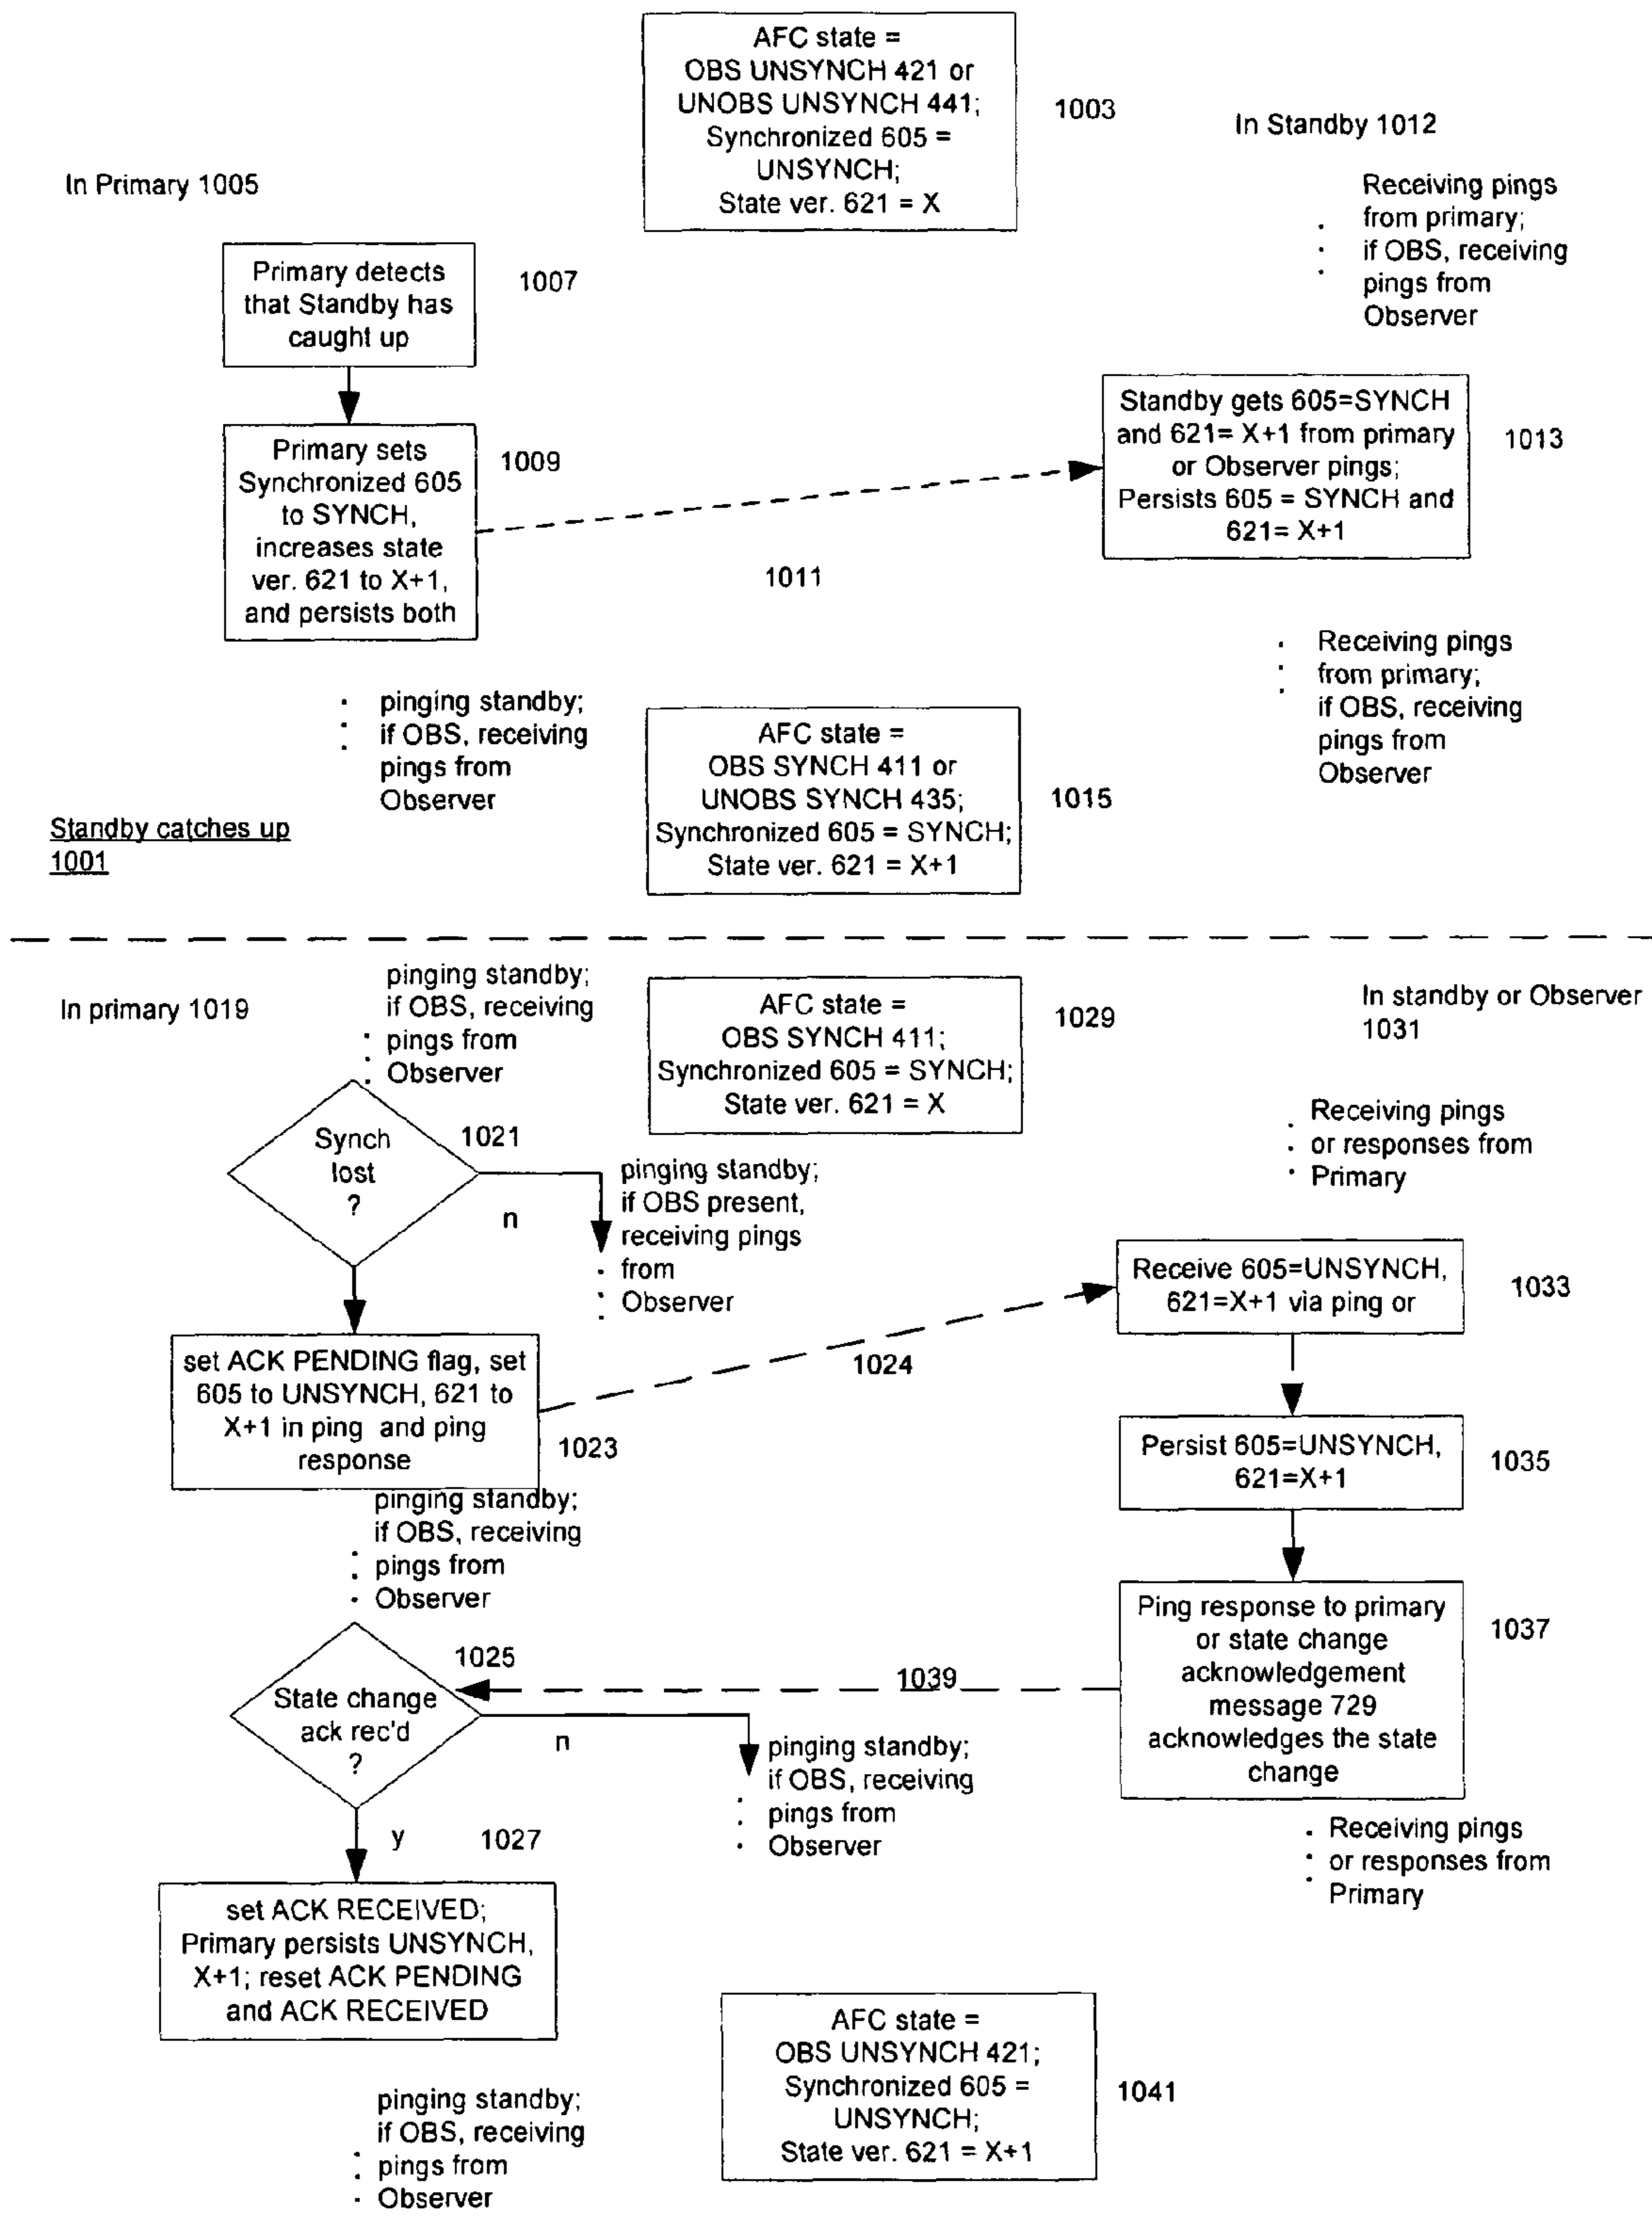 AFC state =
OBS UNSYNCH 421 or
UNOBS UNSYNCH 441;
Synchronized 605 =
UNSYNCH;
State ver. 621 = X
1003
In Standby 1012
In Primary 1005
Receiving pings
from primary;
if OBS, receiving
pings from
Observer
Primary detects
that Standby has
caught up
1007
Primary sets
Synchronized 605
to SYNCH,
increases state
ver. 621 to X+1,
and persists both
1009
Standby gets 605=SYNCH
and 621= X+1 from primary
or Observer pings;
Persists 605 = SYNCH and
621= X+1
1013
1011
Receiving pings
from primary;
if OBS, receiving
pings from
Observer
pinging standby;
if OBS, receiving
pings from
Observer
AFC state =
OBS SYNCH 411 or
UNOBS SYNCH 435;
Synchronized 605 = SYNCH;
State ver. 621 = X+1
1015
Standby catches up
1001
In primary 1019
pinging standby;
if OBS, receiving
pings from
Observer
AFC state =
OBS SYNCH 411;
Synchronized 605 = SYNCH;
State ver. 621 = X
1029
In standby or Observer
1031
Synch
lost
?
1021
n
pinging standby;
if OBS present,
receiving pings
from
Observer
Receiving pings
or responses from
Primary
Receive 605=UNSYNCH,
621=X+1 via ping or
1033
set ACK PENDING flag, set
605 to UNSYNCH, 621 to
X+1 in ping and ping
response
1023
1024
Persist 605=UNSYNCH,
621=X+1
1035
pinging standby;
if OBS, receiving
pings from
Observer
Ping response to primary
or state change
acknowledgement
message 729
acknowledges the state
change
1037
State change
ack rec'd
?
1025
1039
n
pinging standby;
if OBS, receiving
pings from
Observer
y
1027
Receiving pings
or responses from
Primary
set ACK RECEIVED;
Primary persists UNSYNCH,
X+1; reset ACK PENDING
and ACK RECEIVED
AFC state =
OBS UNSYNCH 421;
Synchronized 605 =
UNSYNCH;
State ver. 621 = X+1
1041
pinging standby;
if OBS, receiving
pings from
Observer